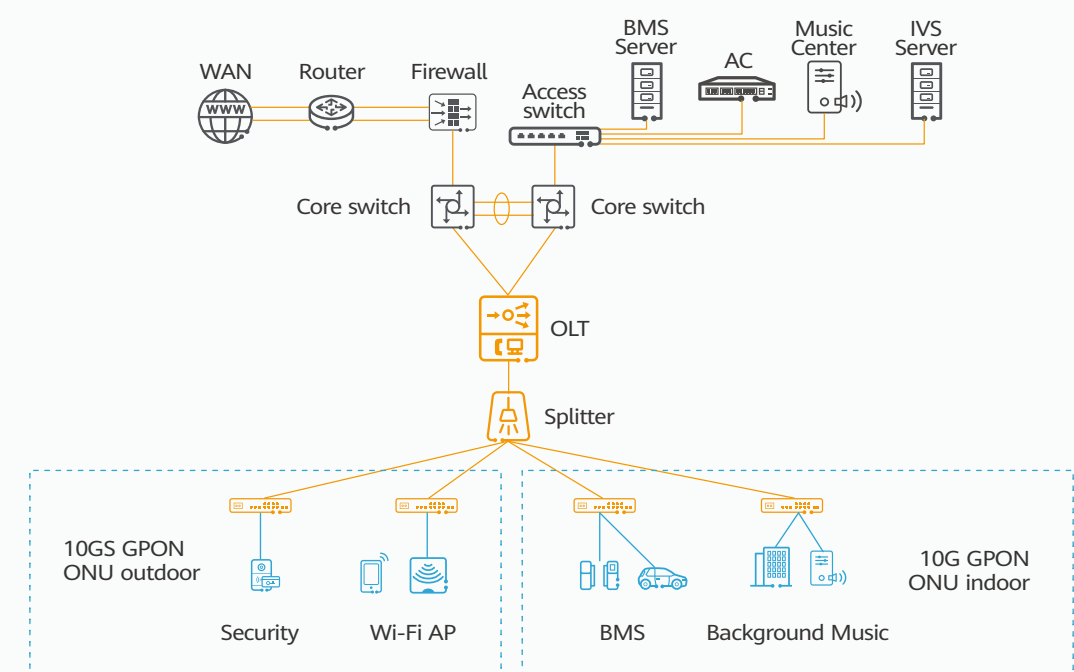 BMS
Server
AC
Music
Center
IVS
Server
WAN
Router
Firewall
Access
switch
WWW
Core switch
Core switch
OLT
Splitter
10GS GPON
ONU outdoor
10G GPON
ONU indoor
Security
Wi-Fi AP
BMS
Background Music